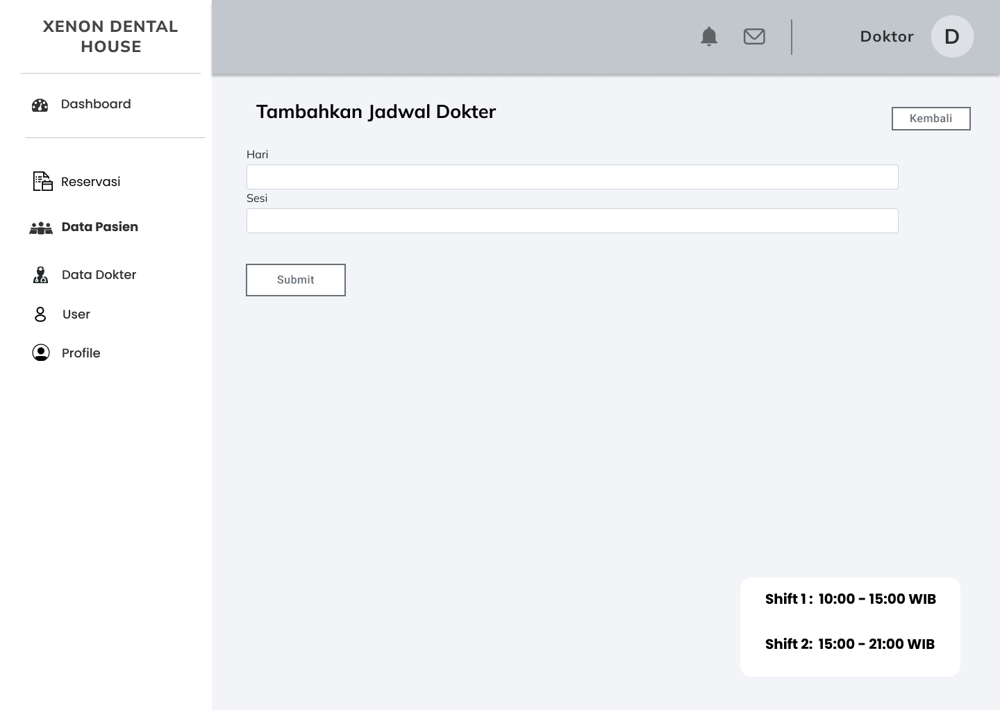 XENON DENTAL
HOUSE
Dashboard
Reservasi
Data Pasien
Data Dokter
User
Profile
Doktor
D
Tambahkan Jadwal Dokter
Kembali
Hari
Sesi
Submit
Shift 1 : 10:00 - 15:00 WIB
Shift 2: 15:00 - 21:00 WIB